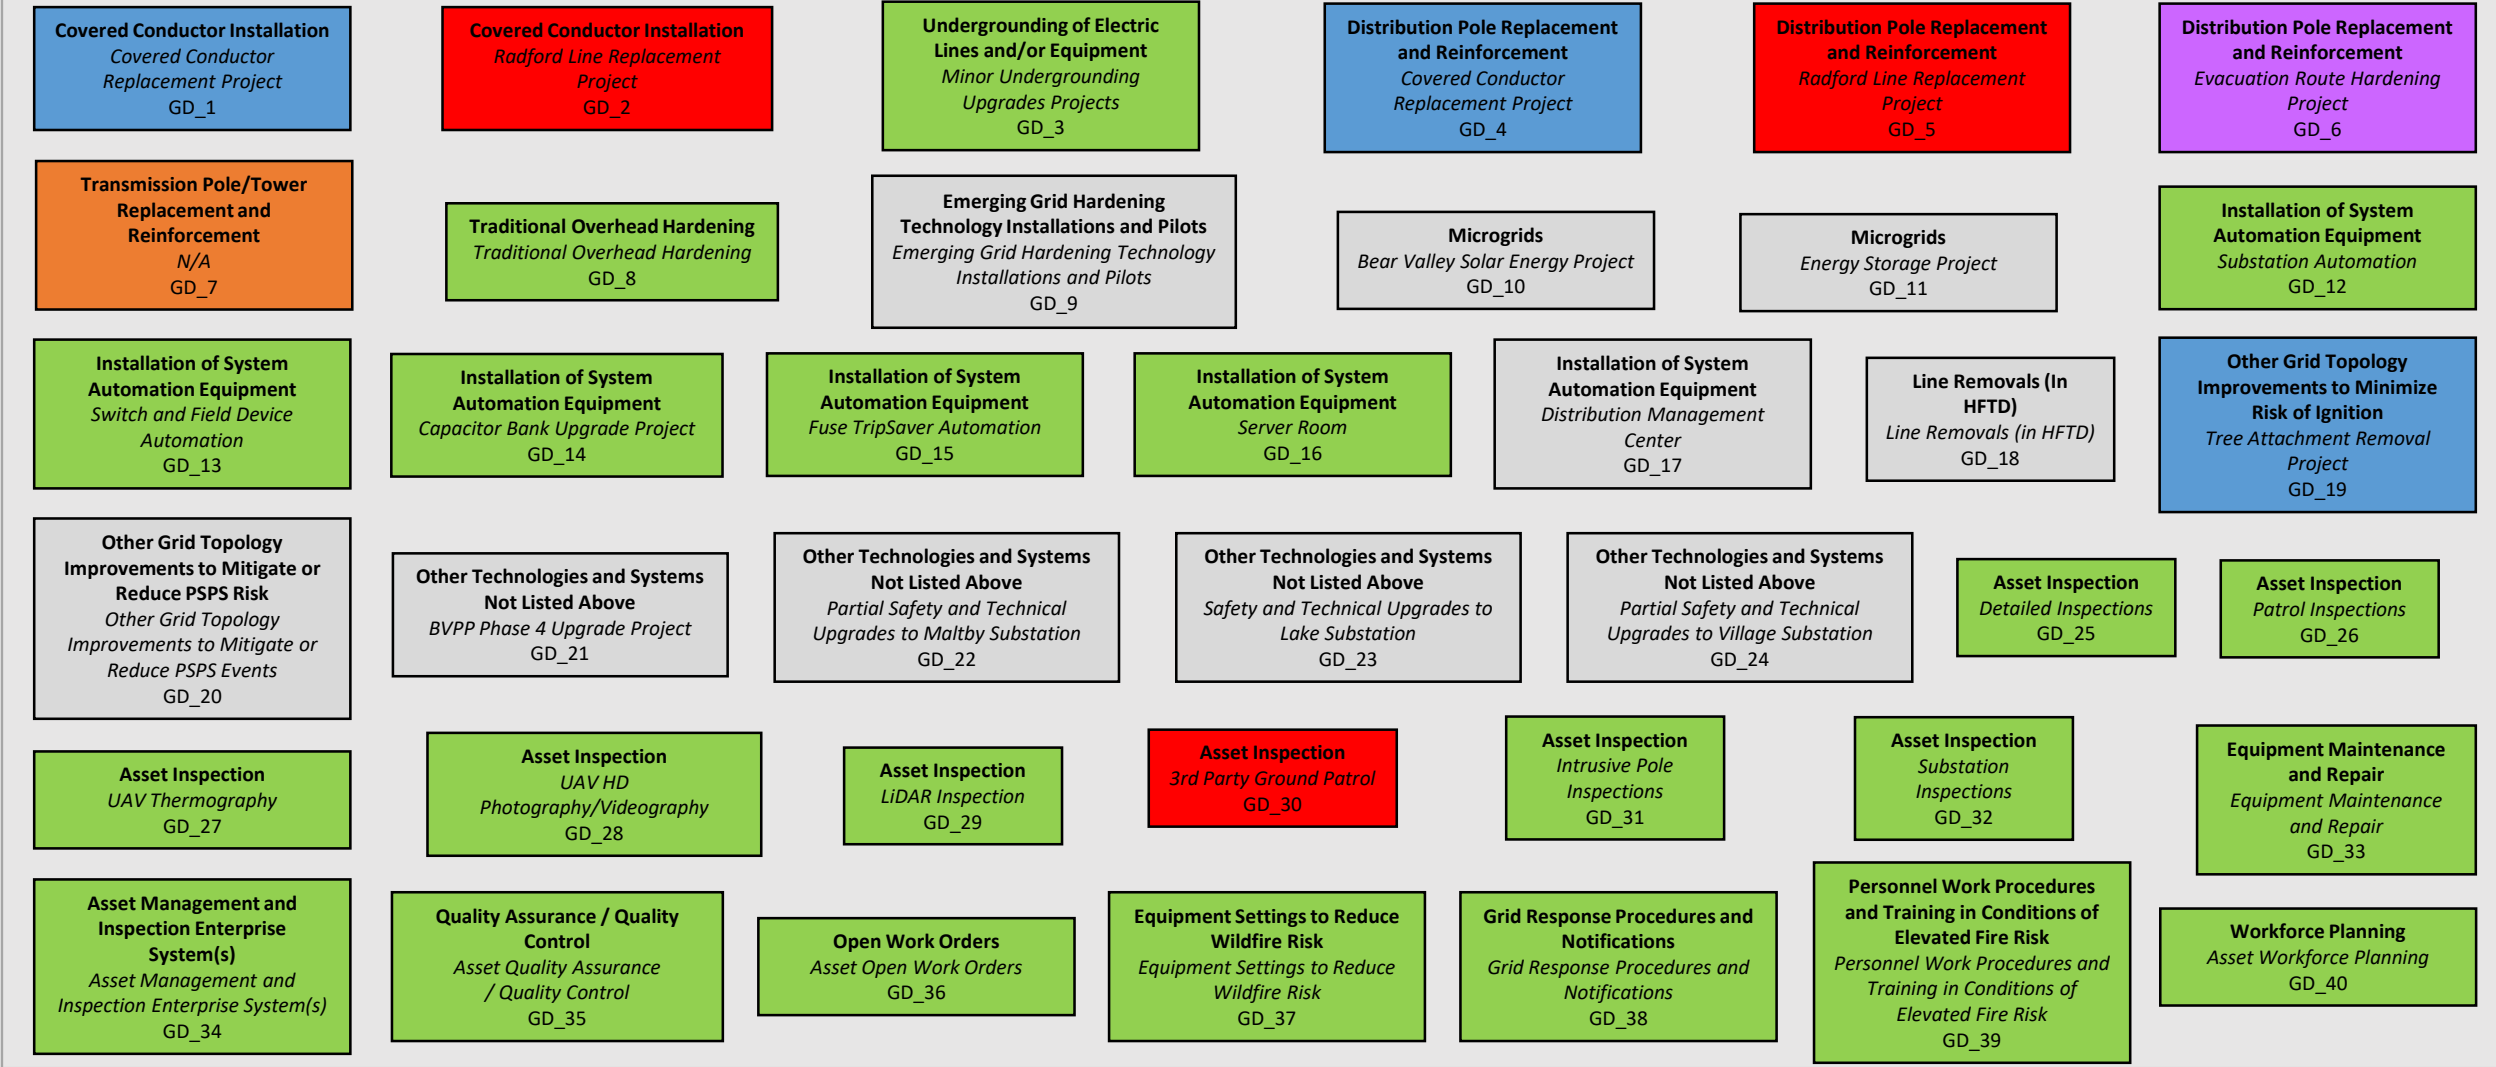 Covered Conductor Installation
Covered Conductor
Replacement Project
GD_1
Covered Conductor Installation
Radford Line Replacement
Project
GD_2
Undergrounding of Electric
Lines and/or Equipment
Minor Undergrounding
Upgrades Projects
GD_3
Distribution Pole Replacement
and Reinforcement
Covered Conductor
Replacement Project
GD_4
Distribution Pole Replacement
and Reinforcement
Radford Line Replacement
Project
GD_5
Distribution Pole Replacement
and Reinforcement
Evacuation Route Hardening
Project
GD_6
Transmission Pole/Tower
Replacement and
Reinforcement
N/A
GD_7
Traditional Overhead Hardening
Traditional Overhead Hardening
GD_8
Emerging Grid Hardening
Technology Installations and Pilots
Emerging Grid Hardening Technology
Installations and Pilots
GD_9
Microgrids
Bear Valley Solar Energy Project
GD_10
Microgrids
Energy Storage Project
GD_11
Installation of System
Automation Equipment
Substation Automation
GD_12
Installation of System
Automation Equipment
Switch and Field Device
Automation
GD_13
Installation of System
Automation Equipment
Capacitor Bank Upgrade Project
GD_14
Installation of System
Automation Equipment
Fuse TripSaver Automation
GD_15
Installation of System
Automation Equipment
Server Room
GD_16
Installation of System
Automation Equipment
Distribution Management
Center
GD_17
Line Removals (In
HFTD)
Line Removals (in HFTD)
GD_18
Other Grid Topology
Improvements to Minimize
Risk of Ignition
Tree Attachment Removal
Project
GD_19
Other Grid Topology
Improvements to Mitigate or
Reduce PSPS Risk
Other Grid Topology
Improvements to Mitigate or
Reduce PSPS Events
GD_20
Other Technologies and Systems
Not Listed Above
BVPP Phase 4 Upgrade Project
GD_21
Other Technologies and Systems
Not Listed Above
Partial Safety and Technical
Upgrades to Maltby Substation
GD_22
Other Technologies and Systems
Not Listed Above
Safety and Technical Upgrades to
Lake Substation
GD_23
Other Technologies and Systems
Not Listed Above
Partial Safety and Technical
Upgrades to Village Substation
GD_24
Asset Inspection
Detailed Inspections
GD_25
Asset Inspection
Patrol Inspections
GD_26
Asset Inspection
UAV Thermography
GD_27
Asset Inspection
UAV HD
Photography/Videography
GD_28
Asset Inspection
LiDAR Inspection
GD_29
Asset Inspection
3rd Party Ground Patrol
GD_30
Asset Inspection
Intrusive Pole
Inspections
GD_31
Asset Inspection
Substation
Inspections
GD_32
Equipment Maintenance
and Repair
Equipment Maintenance
and Repair
GD_33
Asset Management and
Inspection Enterprise
System(s)
Asset Management and
Inspection Enterprise System(s)
GD_34
Quality Assurance / Quality
Control
Asset Quality Assurance
/ Quality Control
GD_35
Open Work Orders
Asset Open Work Orders
GD_36
Equipment Settings to Reduce
Wildfire Risk
Equipment Settings to Reduce
Wildfire Risk
GD_37
Grid Response Procedures and
Notifications
Grid Response Procedures and
Notifications
GD_38
Personnel Work Procedures
and Training in Conditions of
Elevated Fire Risk
Personnel Work Procedures and
Training in Conditions of
Elevated Fire Risk
GD_39
Workforce Planning
Asset Workforce Planning
GD_40